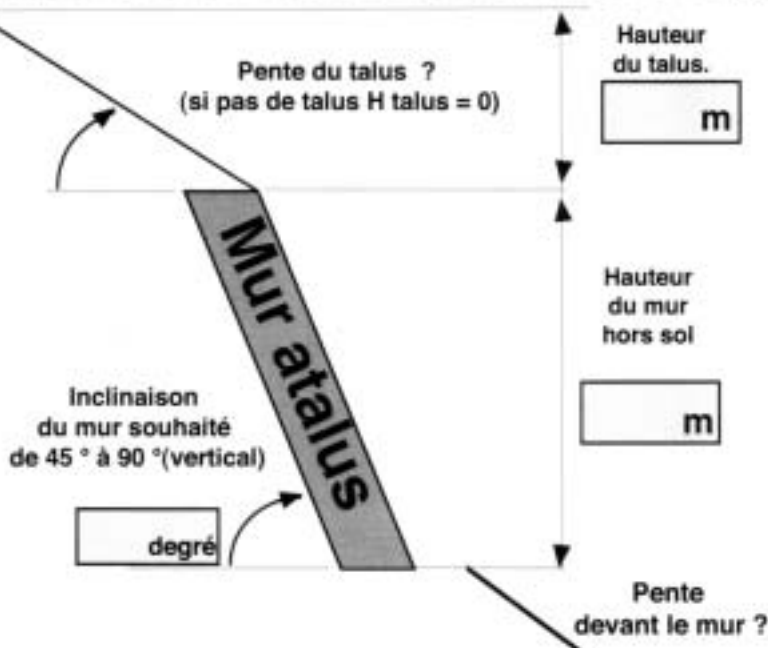 Hauteur
du talus.
m
Pente du talus ?
(si pas de talus H talus = 0)
Mur atalus
Hauteur
du mur
hors sol
m
Inclinaison
du mur souhaité
de 45 ° à 90 °(vertical)
degré
Pente
devant le mur ?